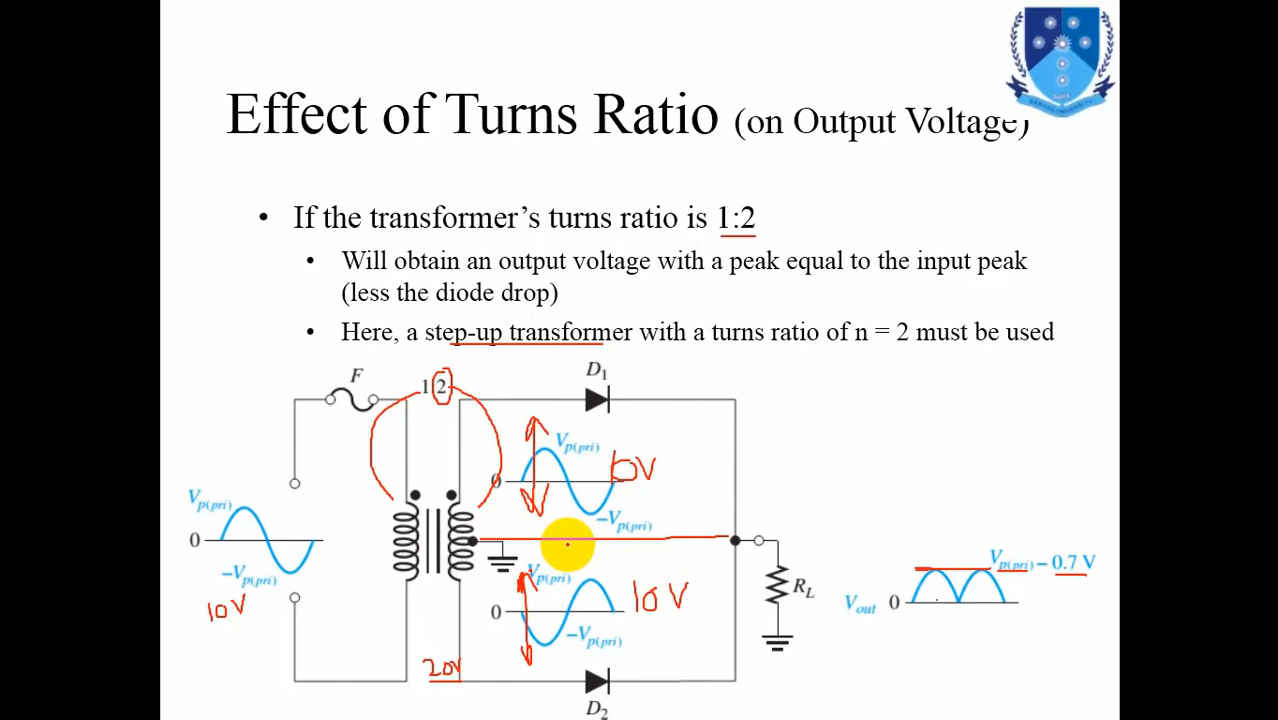 Effect of Turns Ratio (on Output Voltage)
• If the transformer’s turns ratio is 1:2
• Will obtain an output voltage with a peak equal to the input peak
(less the diode drop)
• Here, a step-up transformer with a turns ratio of n = 2 must be used
F
1:2
D1
Vp(pri)
0
10V
−Vp(pri)
Vp(pri)
0
−Vp(pri)
10V
Vp(pri)
0
10V
−Vp(pri)
20V
D2
RL
Vp(pri) − 0.7 V
Vout 0